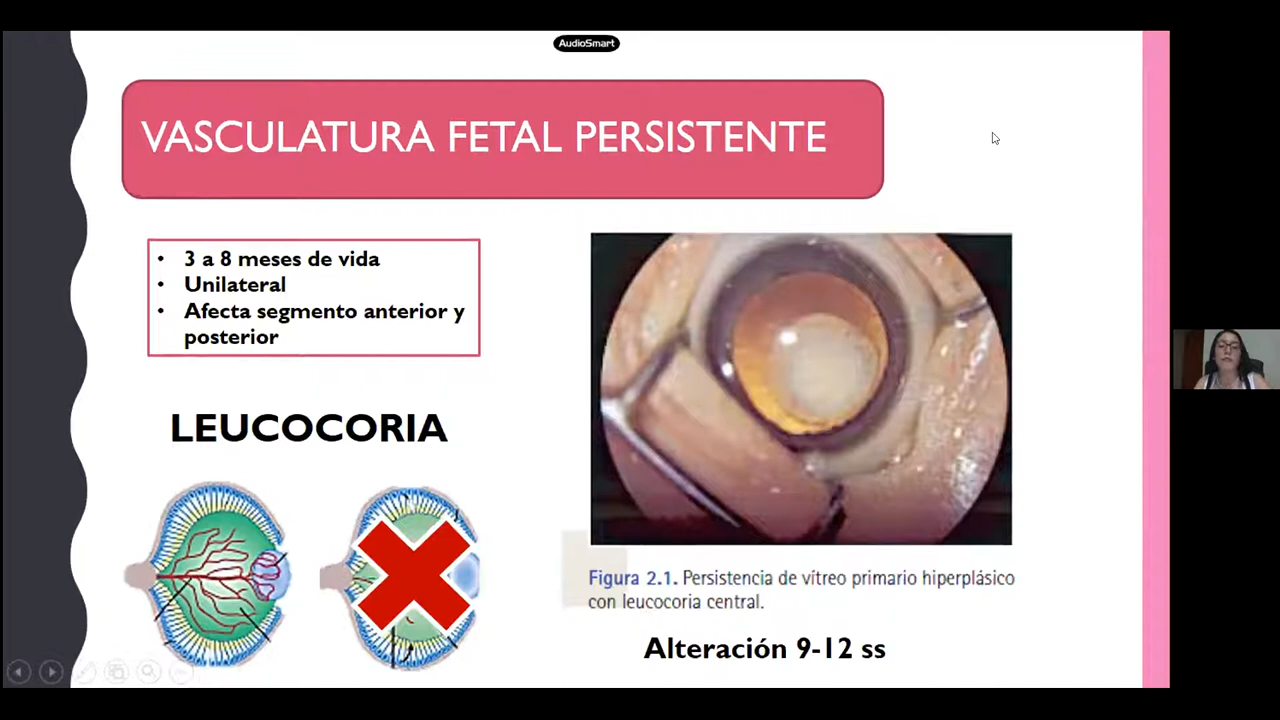 AudioSmart
VASCULATURA FETAL PERSISTENTE
• 3 a 8 meses de vida
• Unilateral
• Afecta segmento anterior y
posterior
LEUCOCORIA
Figura 2.1. Persistencia de vítreo primario hiperplásico
con leucocoria central.
Alteración 9-12 ss